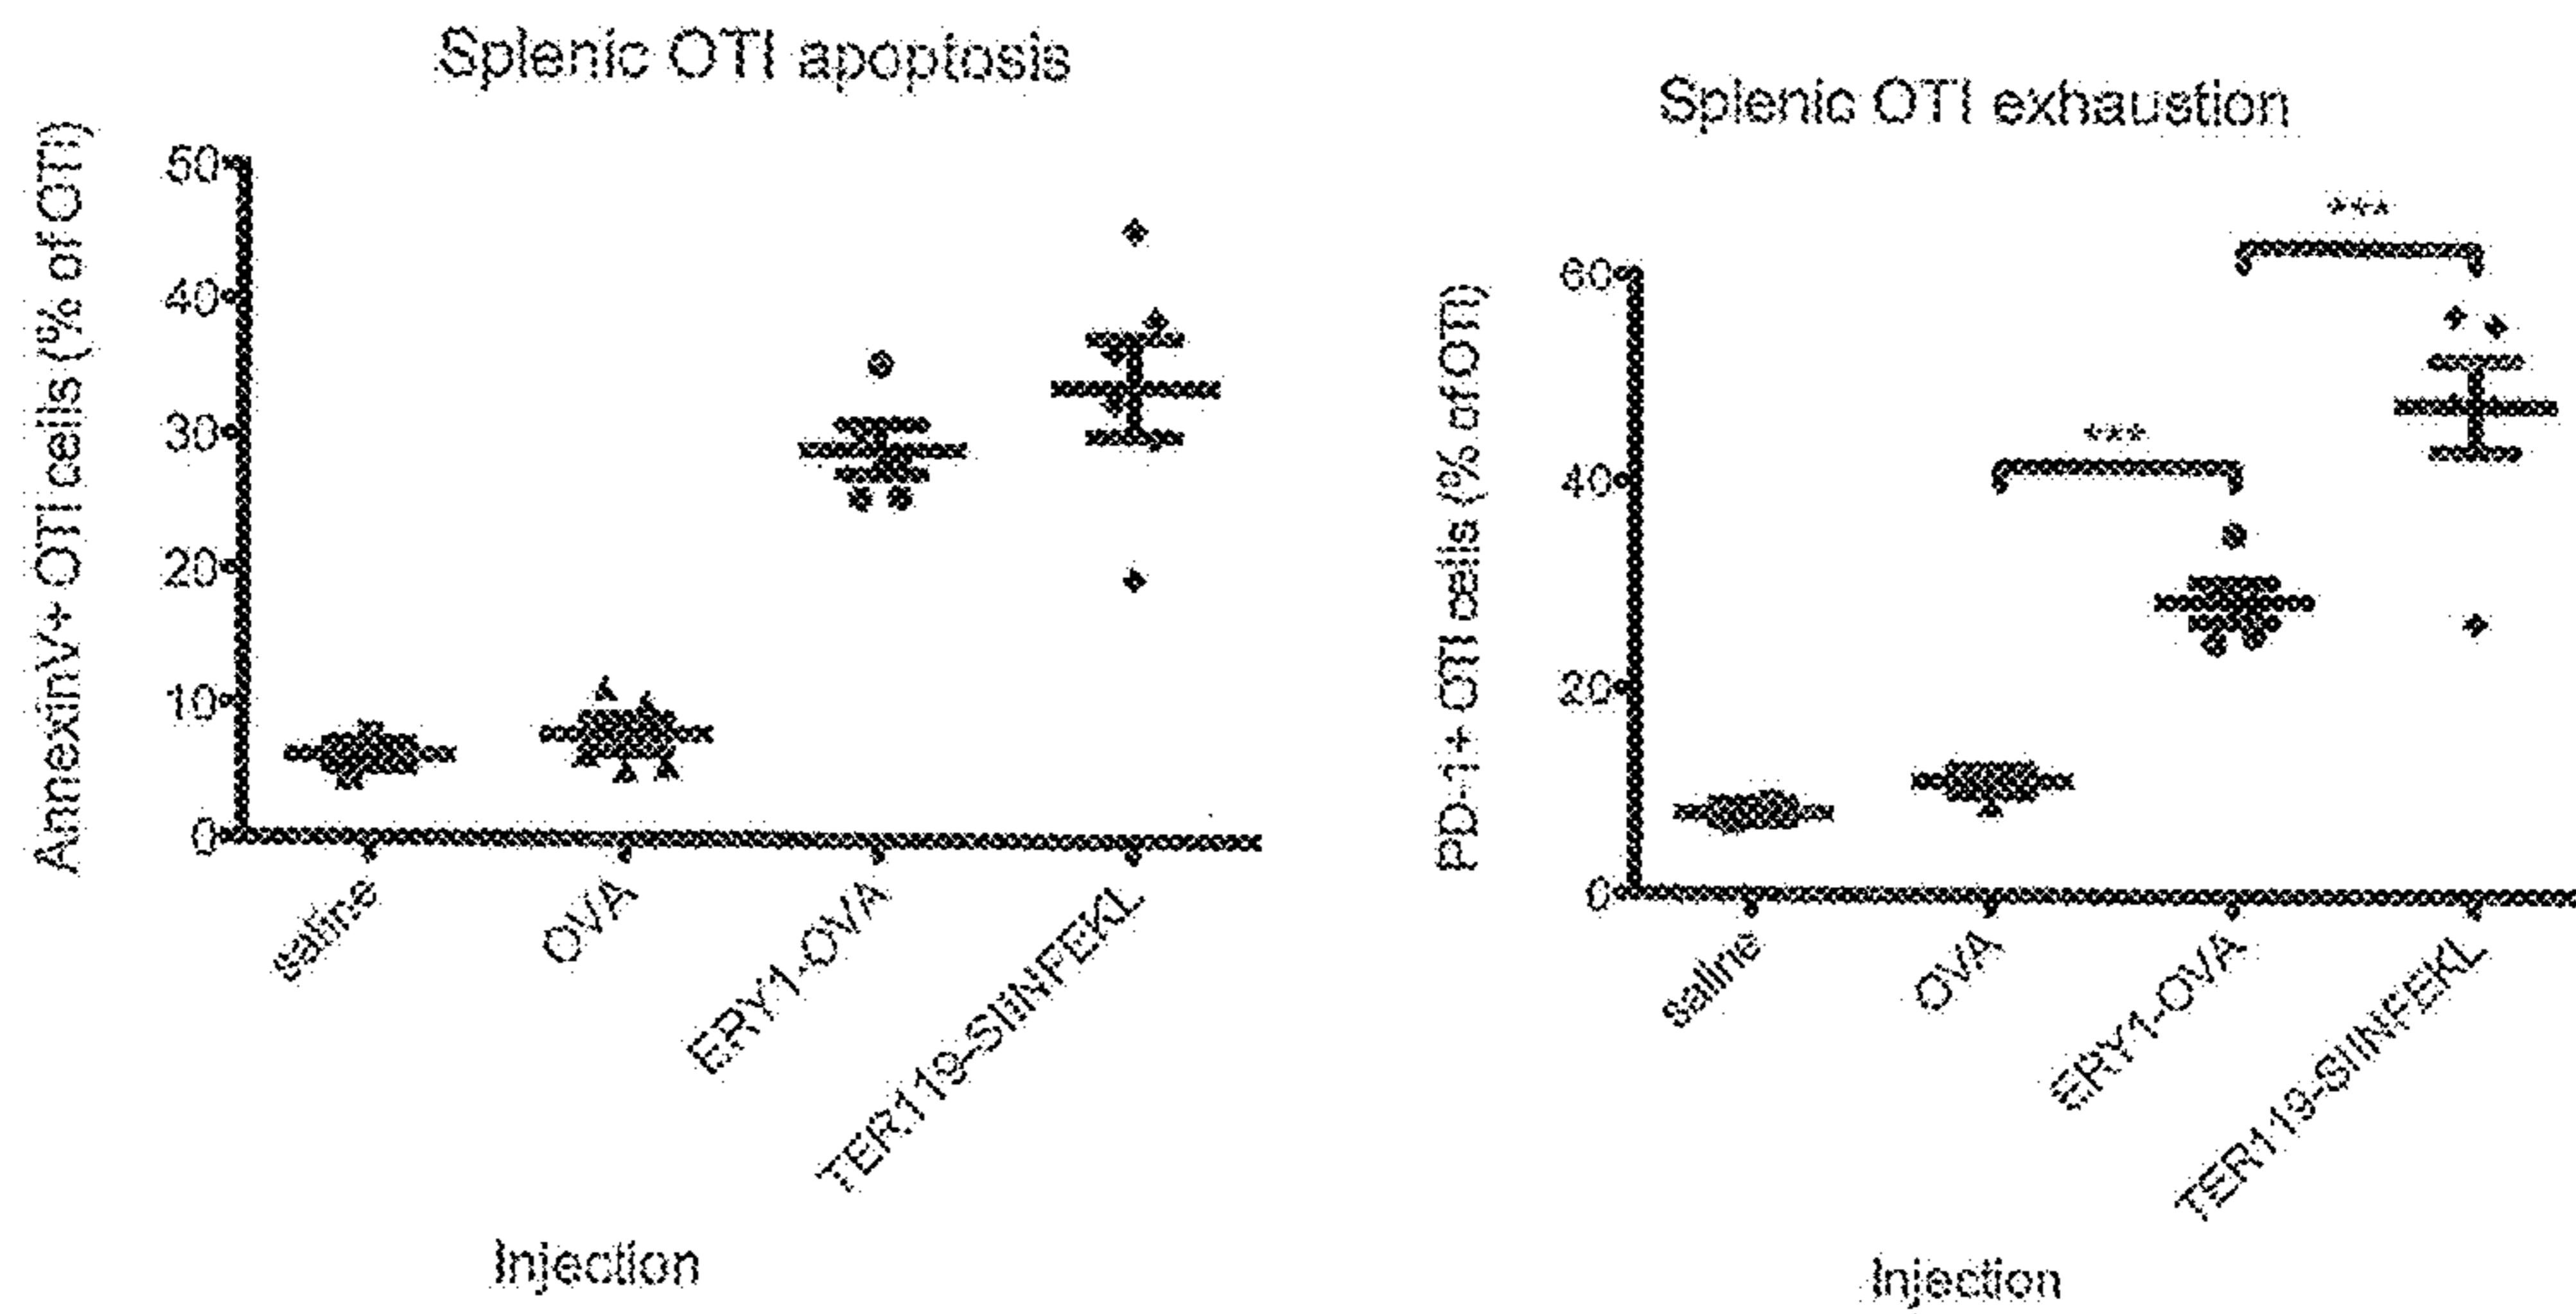 Splenic OTI apoptosis
AnnexinV+ OTI cells (% of OTI)
50
40
30
20
10
0
saline
OVA
ERY1-OVA
TER119-SIINFEKL
Injection
Splenic OTI exhaustion
PD-1+ OTI cells (% of OTI)
60
40
20
0
***
***
saline
OVA
ERY1-OVA
TER119-SIINFEKL
Injection